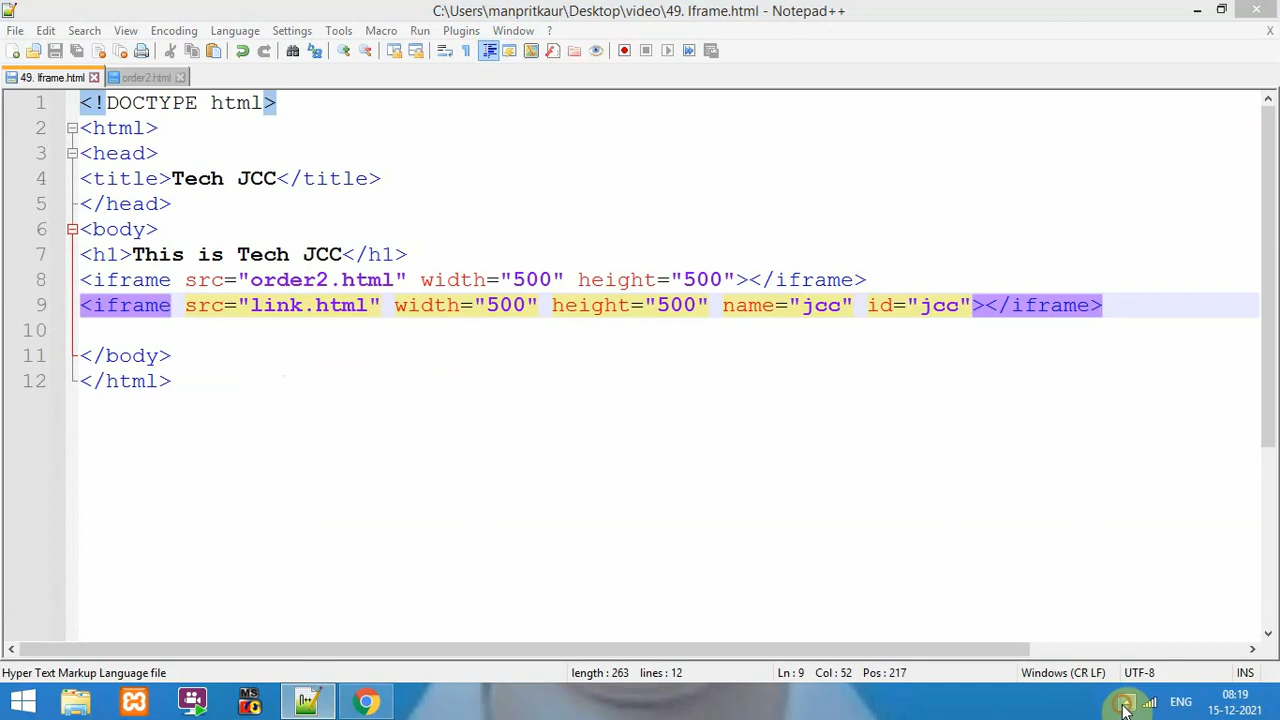 C:\Users\manpritkaur\Desktop\video\49. Iframe.html - Notepad++
File Edit Search View Encoding Language Settings Tools Macro Run Plugins Window ? X
49. Iframe.html order2.html
1 <!DOCTYPE html>
2 <html>
3 <head>
4 <title>Tech JCC</title>
5 </head>
6 <body>
7 <h1>This is Tech JCC</h1>
8 <iframe src="order2.html" width="500" height="500"></iframe>
9 <iframe src="link.html" width="500" height="500" name="jcc" id="jcc"></iframe>
10
11 </body>
12 </html>
Hyper Text Markup Language file length : 263 lines : 12 Ln : 9 Col : 52 Pos : 217 Windows (CR LF) UTF-8 INS
MS
ENG 08:19
15-12-2021